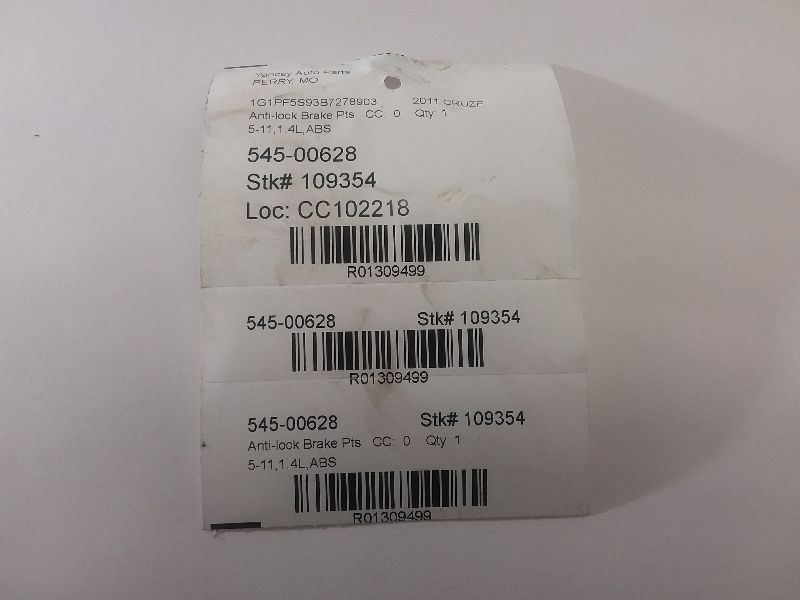 Yancey Auto Parts
PERRY, MO
1G1PF5S93B7278903 2011 CRUZE
Anti-lock Brake Pts CC: 0 Qty: 1
5-11,1.4L,ABS
545-00628
Stk# 109354
Loc: CC102218
R01309499
545-00628 Stk# 109354
R01309499
545-00628 Stk# 109354
Anti-lock Brake Pts CC: 0 Qty 1
5-11,1.4L,ABS
R01309499